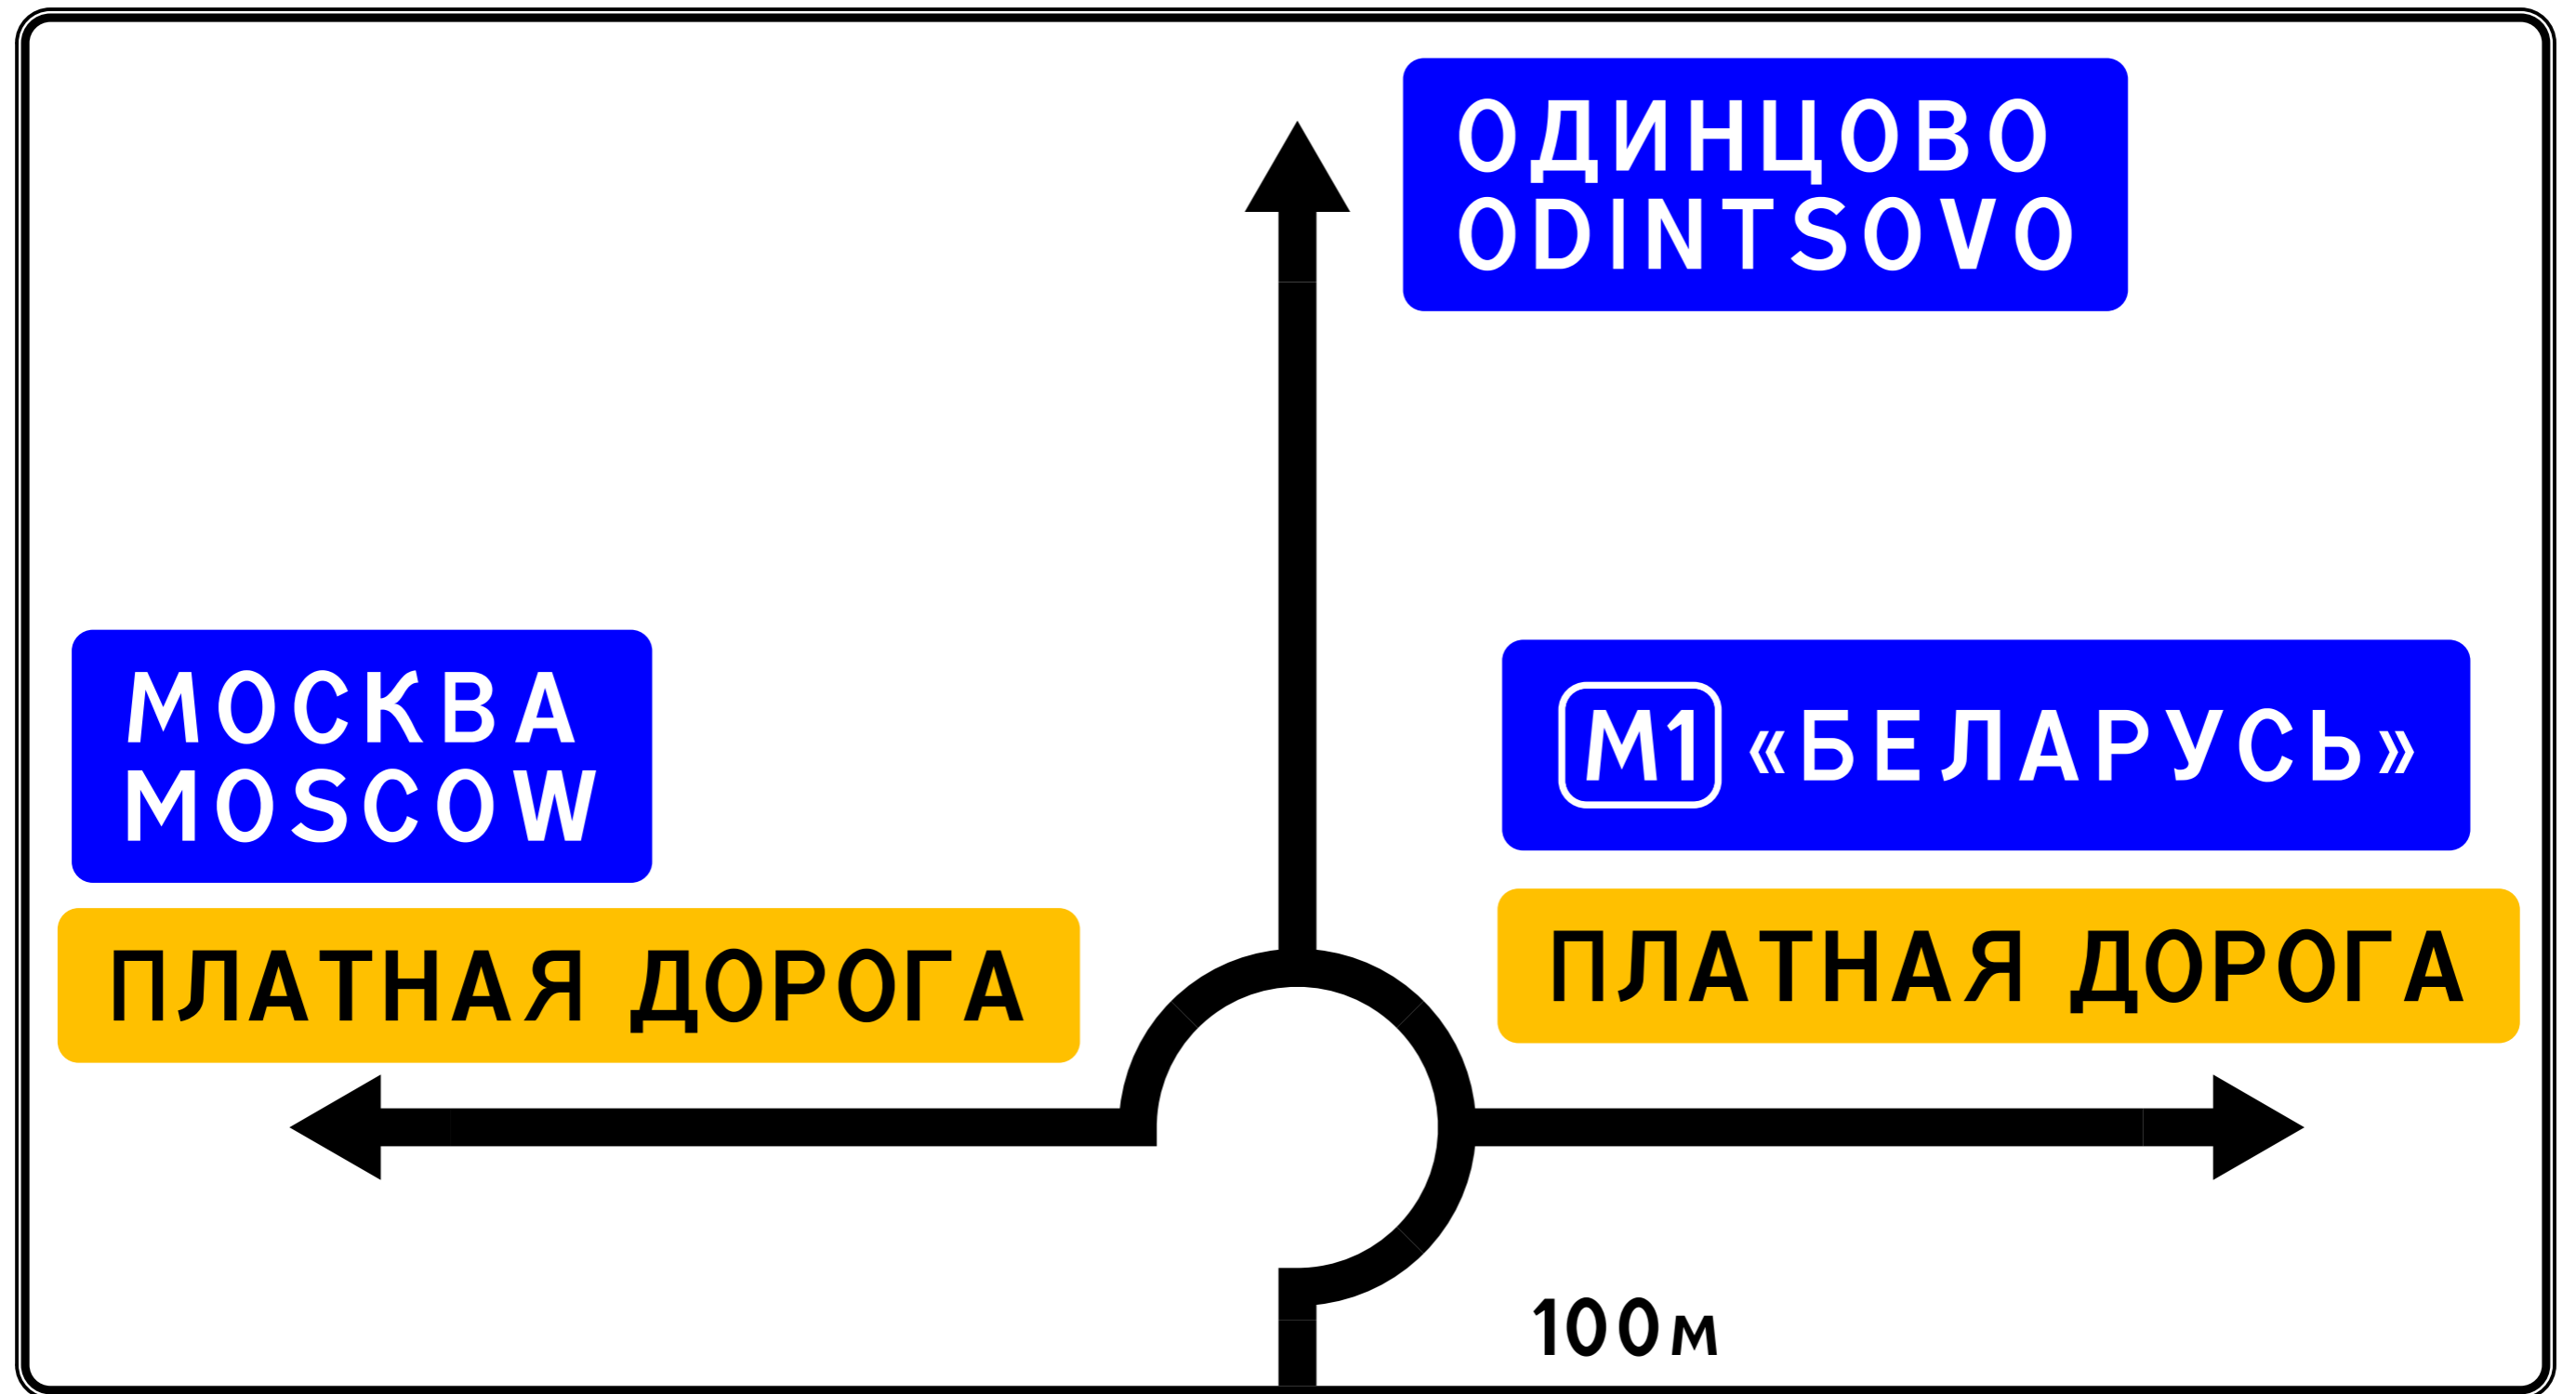 ОДИНЦОВО
ODINTSOVO
МОСКВА
MOSCOW
ПЛАТНАЯ ДОРОГА
М1 «БЕЛАРУСЬ»
ПЛАТНАЯ ДОРОГА
100м